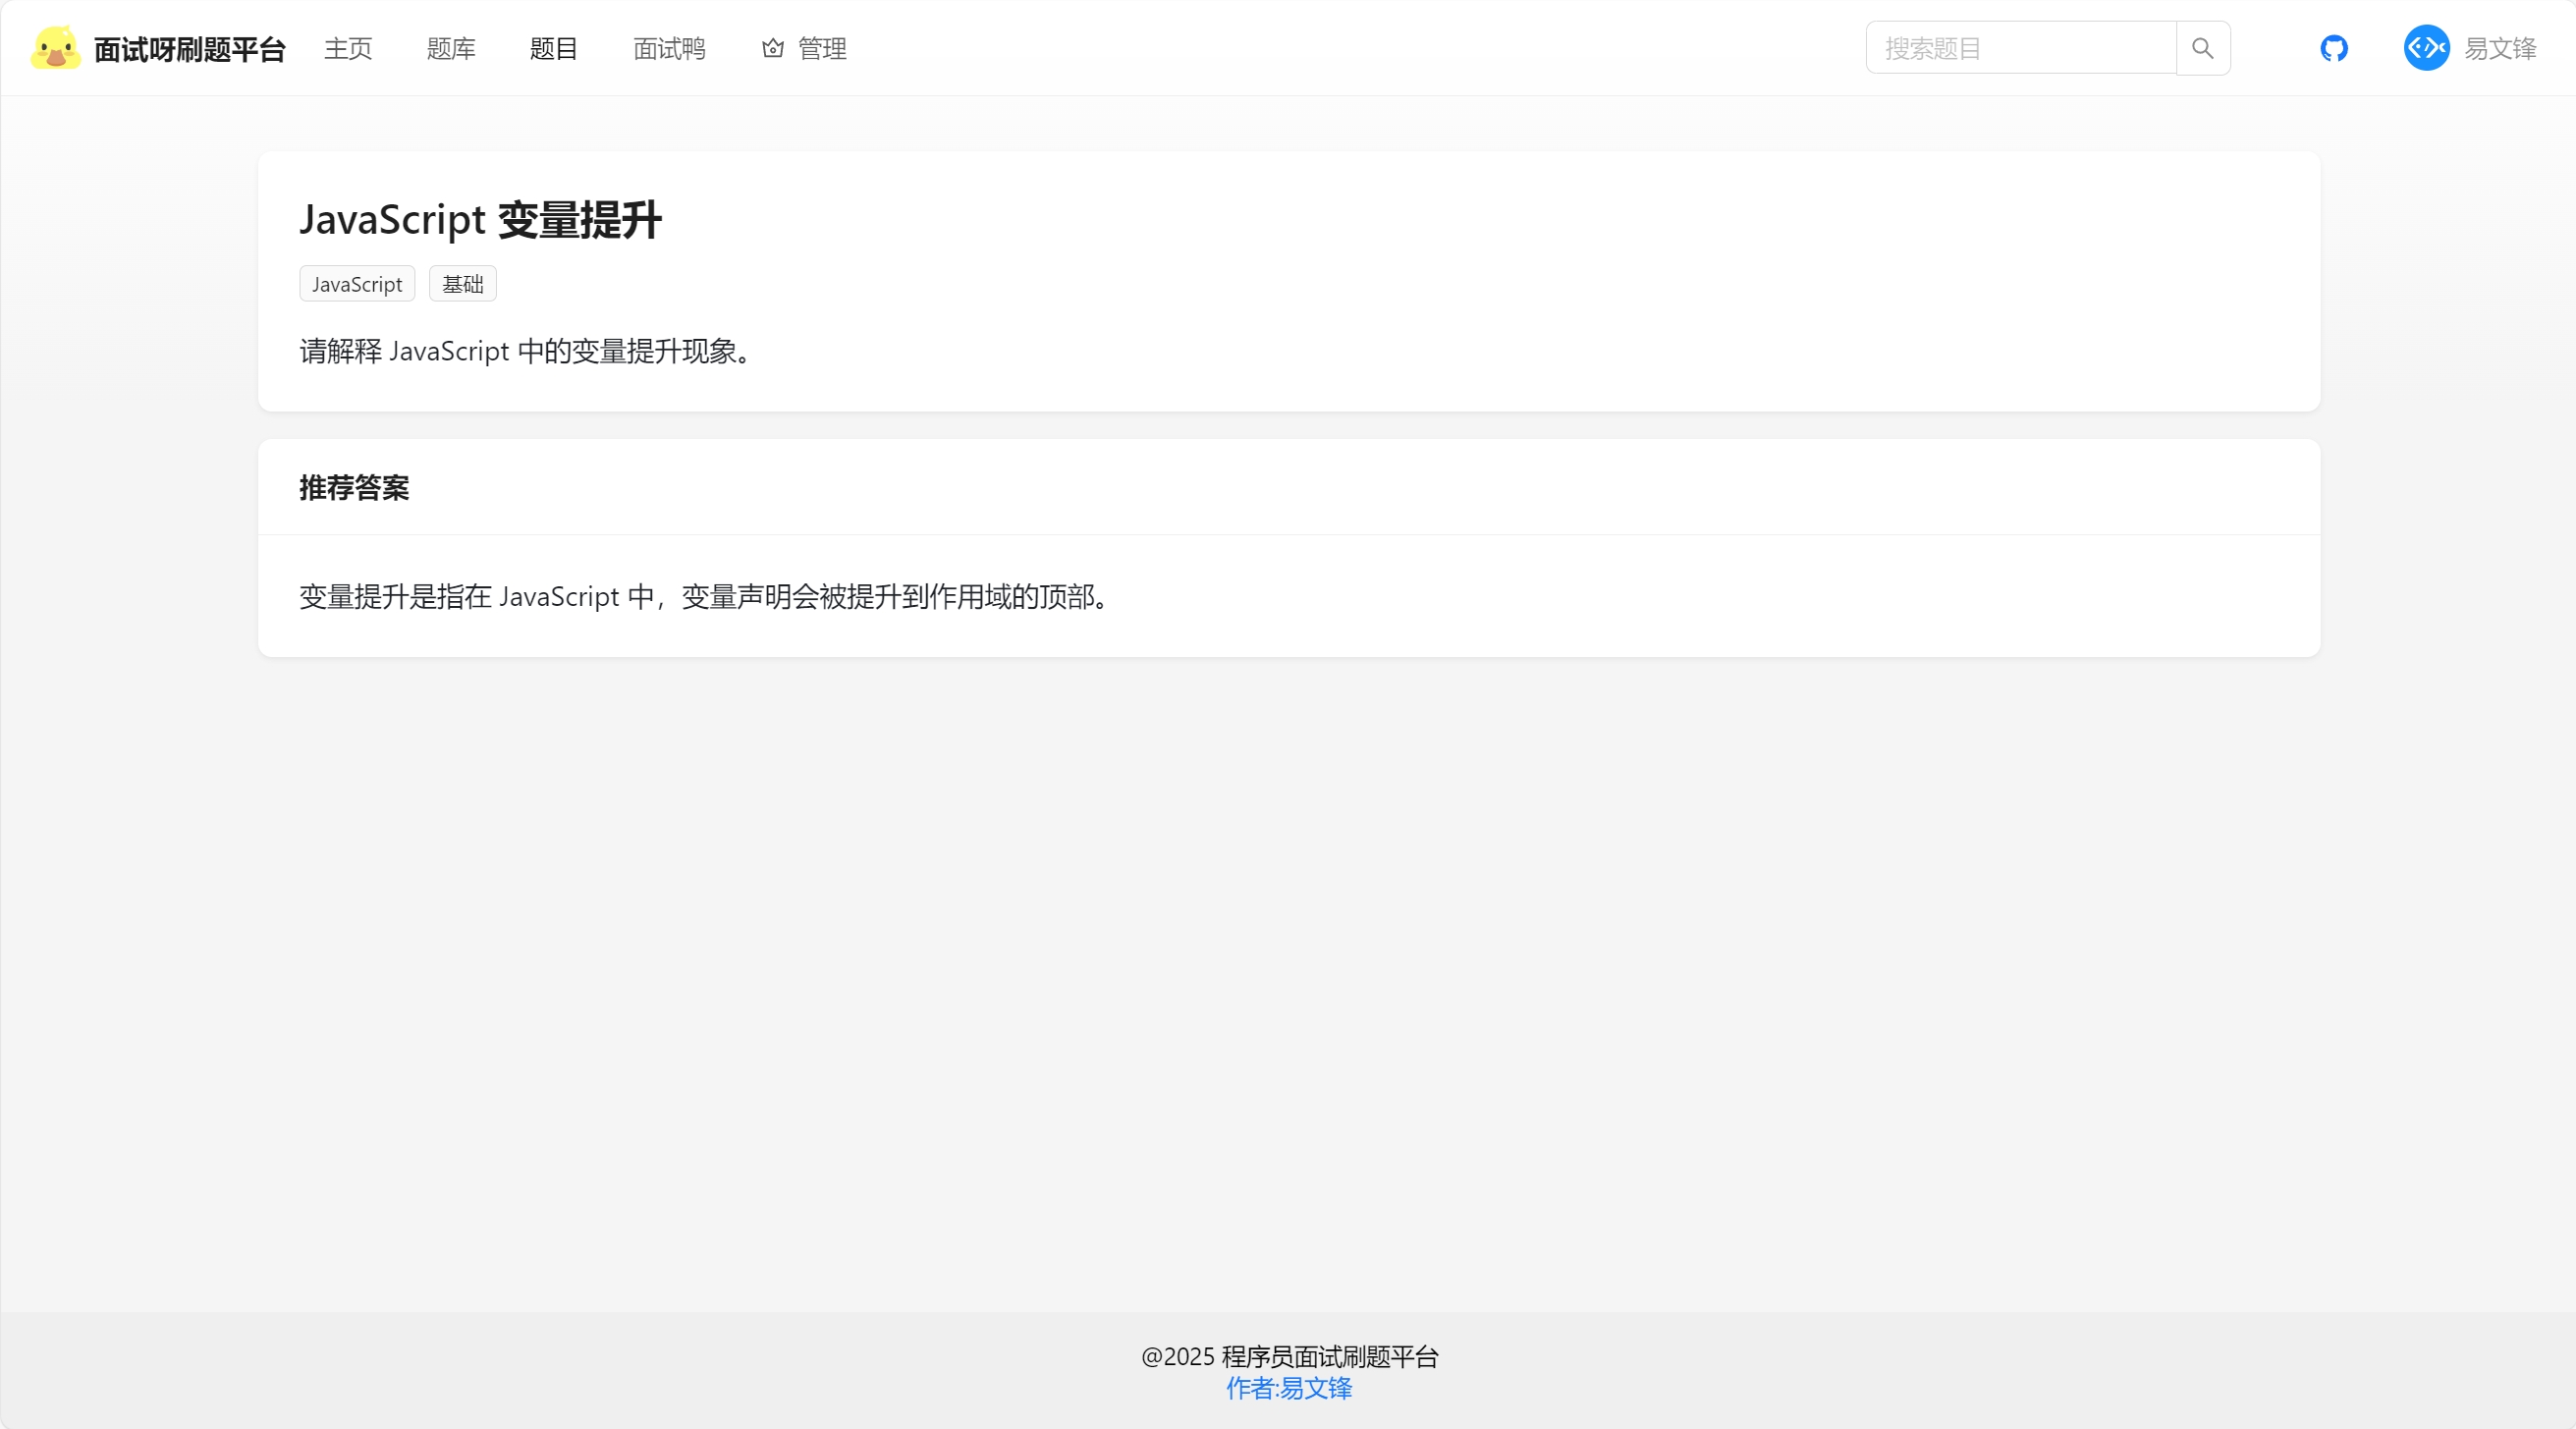 面试呀刷题平台 主页 题库 题目 面试鸭 管理 搜索题目 易文锋
JavaScript 变量提升
JavaScript 基础
请解释 JavaScript 中的变量提升现象。
推荐答案
变量提升是指在 JavaScript 中，变量声明会被提升到作用域的顶部。
@2025 程序员面试刷题平台
作者:易文锋